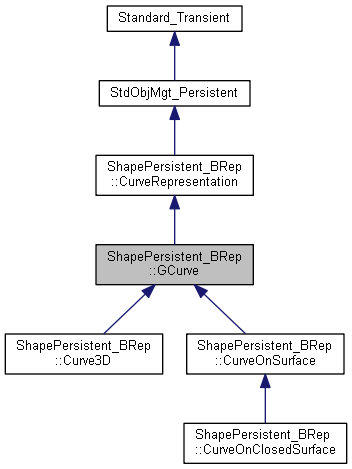 Standard_Transient
StdObjMgt_Persistent
ShapePersistent_BRep
::CurveRepresentation
ShapePersistent_BRep
::GCurve
ShapePersistent_BRep
::Curve3D
ShapePersistent_BRep
::CurveOnSurface
ShapePersistent_BRep
::CurveOnClosedSurface